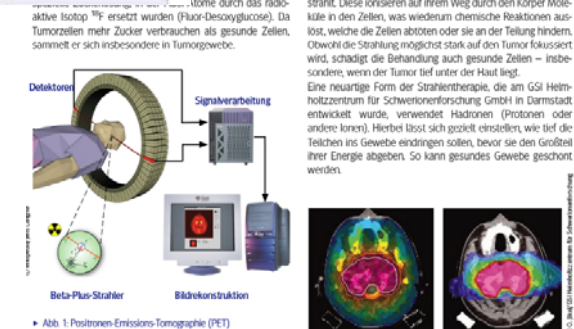 aktive Isotop ¹⁸F ersetzt wurden (Fluor-Desoxyglucose). Da
Tumorzellen mehr Zucker verbrauchen als gesunde Zellen,
sammelt er sich insbesondere in Tumorgewebe.
Detektoren
Signalverarbeitung
Beta-Plus-Strahler
Bildrekonstruktion
▸ Abb. 1: Positronen-Emissions-Tomographie (PET)
strahlt. Diese ionisieren auf ihrem Weg durch den Körper Mole-
küle in den Zellen, was wiederum chemische Reaktionen aus-
löst, welche die Zellen abtöten oder sie an der Teilung hindern.
Obwohl die Strahlung möglichst stark auf den Tumor fokussiert
wird, schädigt die Behandlung auch gesunde Zellen – insbe-
sondere, wenn der Tumor tief unter der Haut liegt.
Eine neuartige Form der Strahlentherapie, die am GSI Helm-
holtzzentrum für Schwerionenforschung GmbH in Darmstadt
entwickelt wurde, verwendet Hadronen (Protonen oder
andere Ionen). Hierbei lässt sich gezielt einstellen, wie tief die
Teilchen ins Gewebe eindringen sollen, bevor sie den Großteil
ihrer Energie abgeben. So kann gesundes Gewebe geschont
werden.
GSI Helmholtzzentrum für Schwerionenforschung